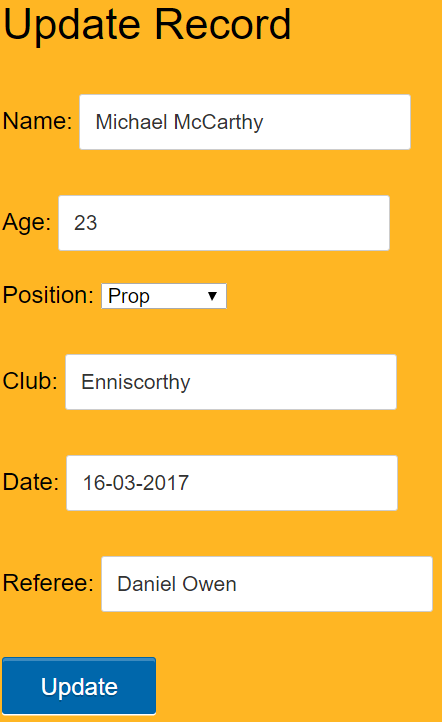 Update Record
Name: Michael McCarthy
Age: 23
Position: Prop
Club: Enniscorthy
Date: 16-03-2017
Referee: Daniel Owen
Update